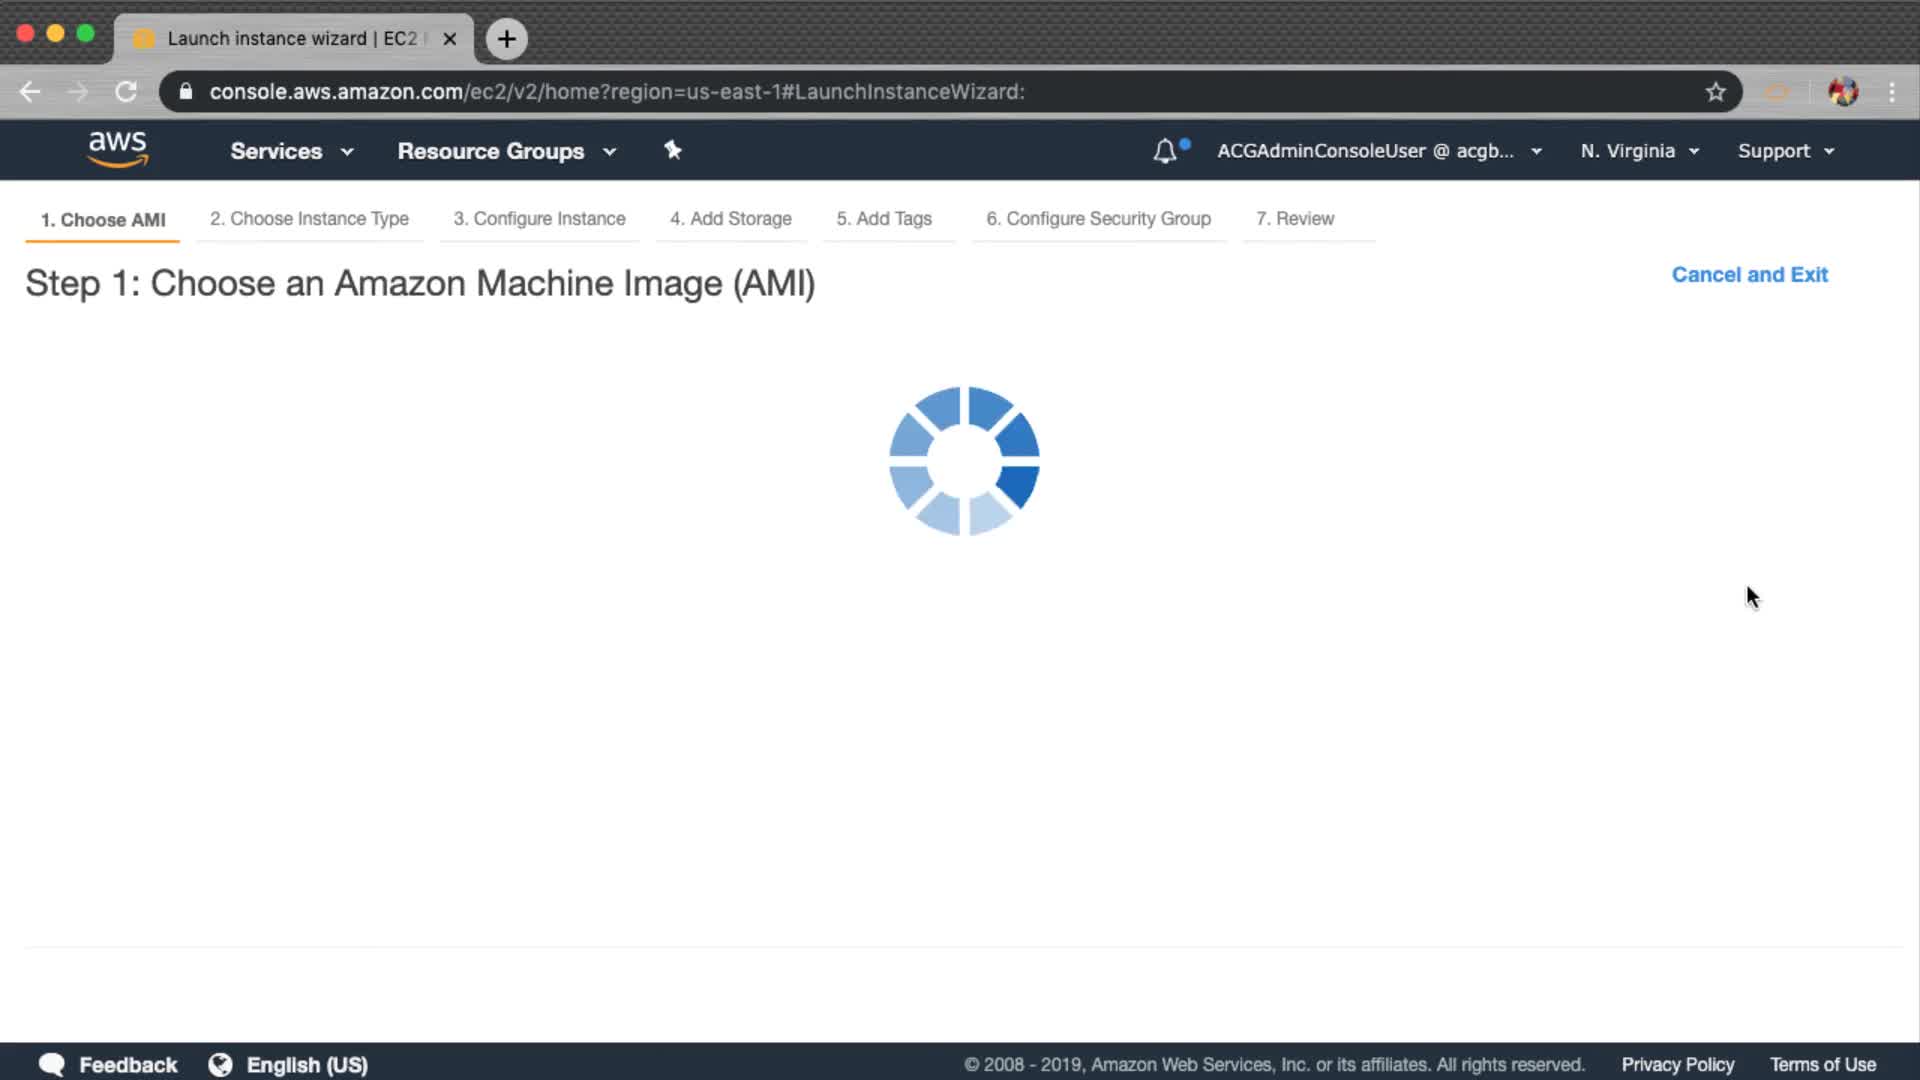 Launch instance wizard | EC2
console.aws.amazon.com/ec2/v2/home?region=us-east-1#LaunchInstanceWizard:
aws Services Resource Groups ACGAdminConsoleUser @ acgb... N. Virginia Support
1. Choose AMI 2. Choose Instance Type 3. Configure Instance 4. Add Storage 5. Add Tags 6. Configure Security Group 7. Review
Step 1: Choose an Amazon Machine Image (AMI) Cancel and Exit
Feedback English (US) © 2008 - 2019, Amazon Web Services, Inc. or its affiliates. All rights reserved. Privacy Policy Terms of Use